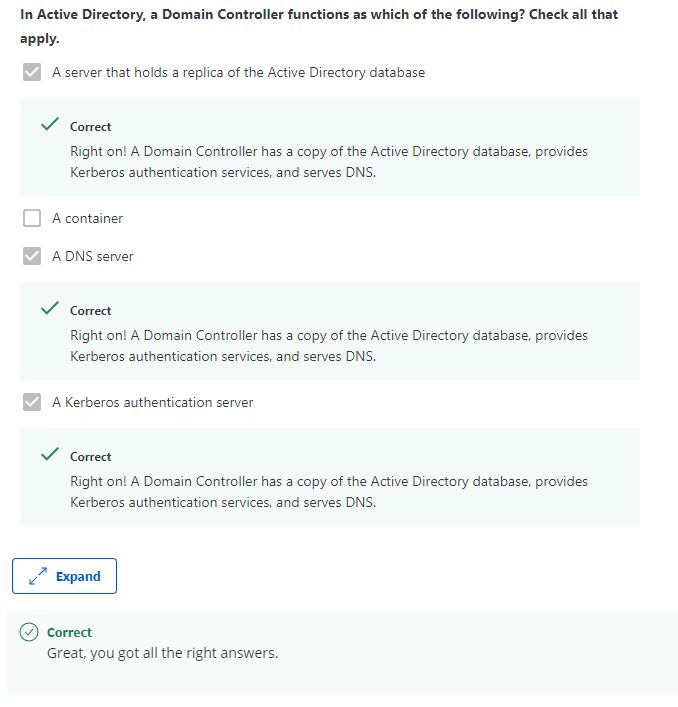 In Active Directory, a Domain Controller functions as which of the following? Check all that
apply.
A server that holds a replica of the Active Directory database
Correct
Right on! A Domain Controller has a copy of the Active Directory database, provides
Kerberos authentication services, and serves DNS.
A container
A DNS server
Correct
Right on! A Domain Controller has a copy of the Active Directory database, provides
Kerberos authentication services, and serves DNS.
A Kerberos authentication server
Correct
Right on! A Domain Controller has a copy of the Active Directory database, provides
Kerberos authentication services, and serves DNS.
Expand
Correct
Great, you got all the right answers.